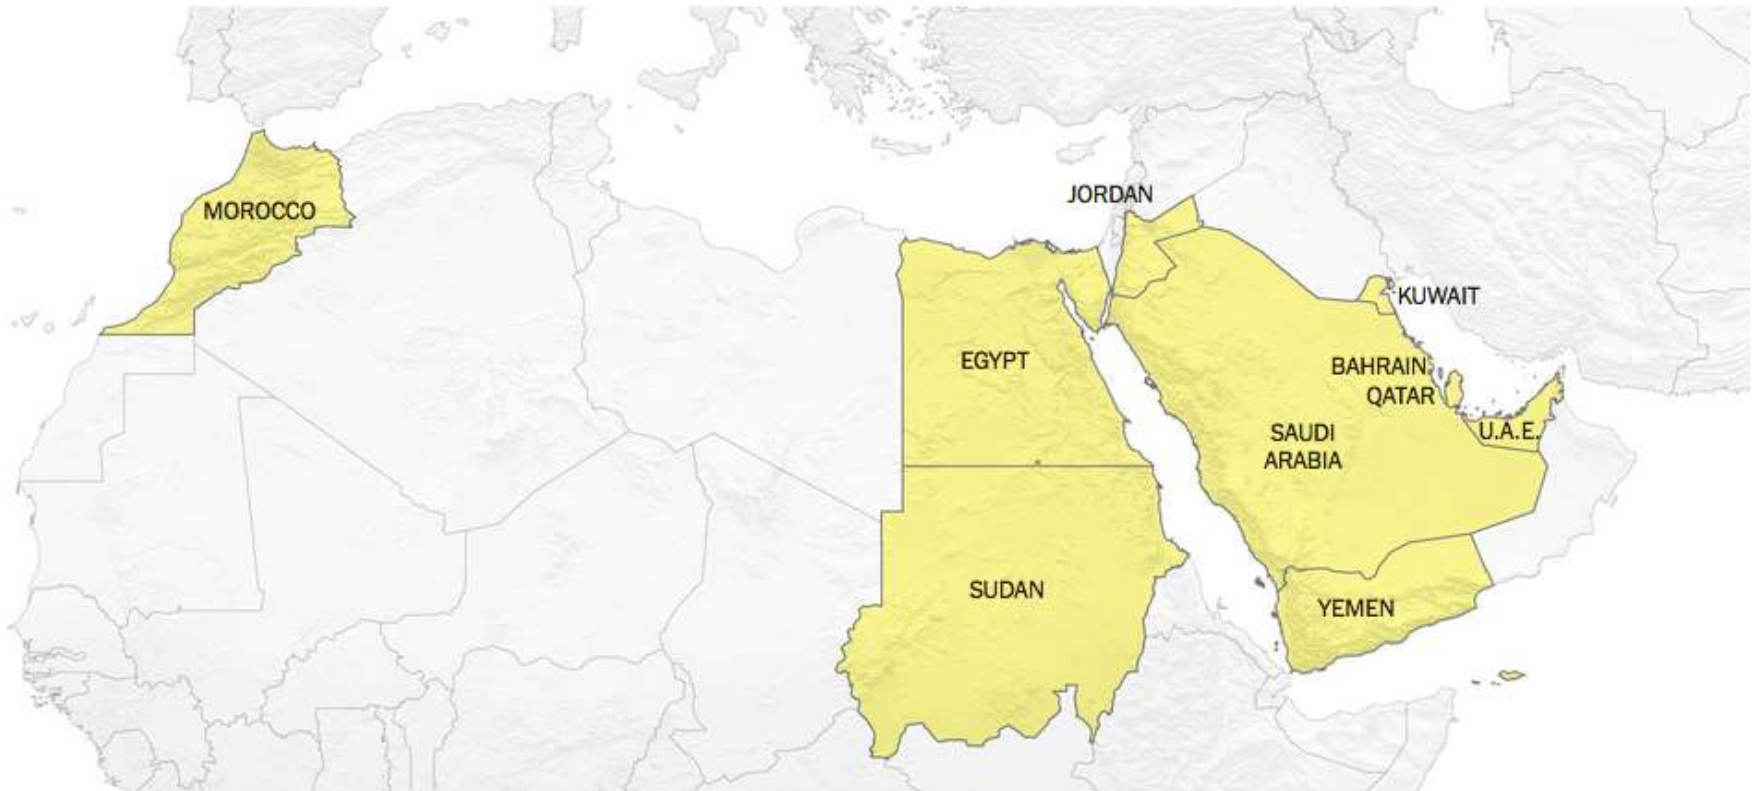 MOROCCO
JORDAN
KUWAIT
EGYPT
BAHRAIN
QATAR
SAUDI
ARABIA
U.A.E.
SUDAN
YEMEN